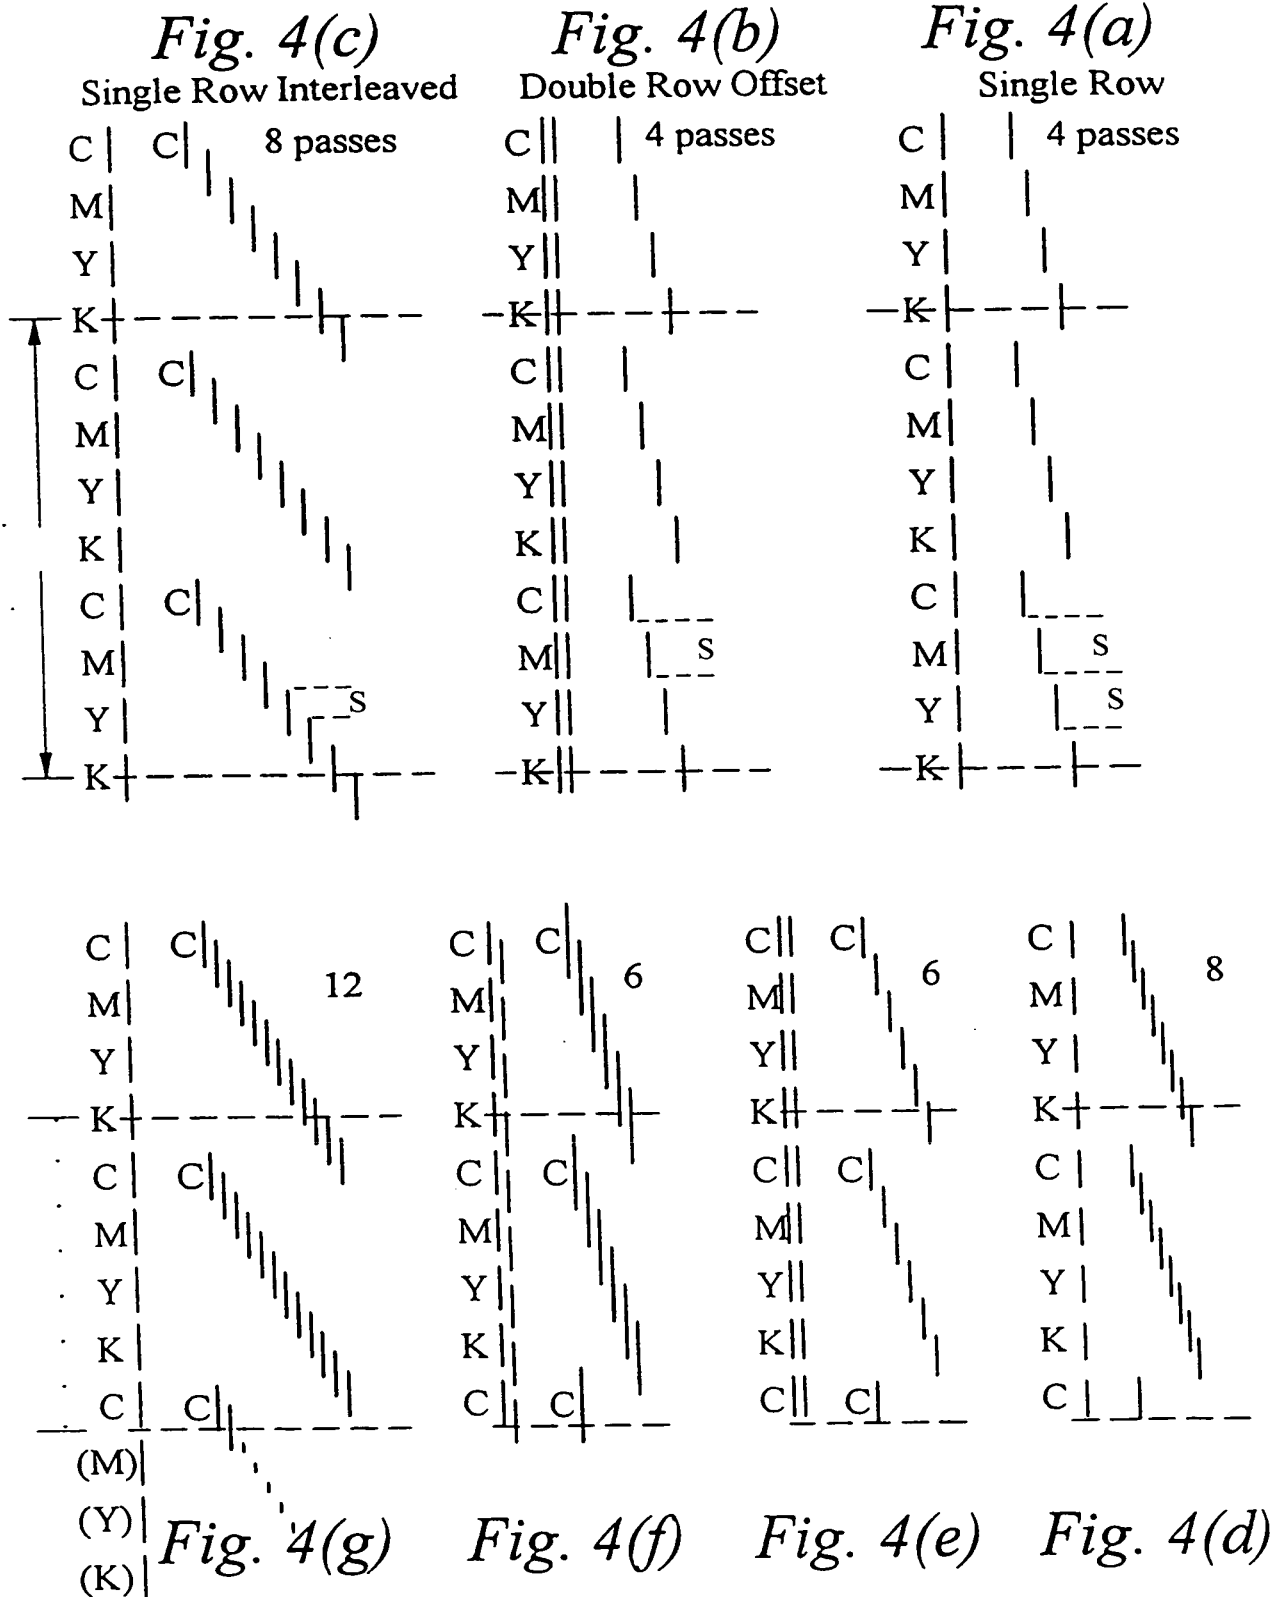 Fig. 4(c)
Single Row Interleaved
8 passes
C C
M
Y
K
C C
M
Y
K
C C
M
S
Y
K
Fig. 4(b)
Double Row Offset
4 passes
C
M
Y
K
C
M
Y
K
C
M S
Y
K
Fig. 4(a)
Single Row
4 passes
C
M
Y
K
C
M
Y
K
C
M S
Y S
K
C C
12
M
Y
K
C C
M
Y
K
C C
(M)
(Y)
(K)
Fig. 4(g)
C C
6
M
Y
K
C C
M
Y
K
C C
Fig. 4(f)
C C
6
M
Y
K
C C
M
Y
K
C C
Fig. 4(e)
C
8
M
Y
K
C
M
Y
K
C
Fig. 4(d)